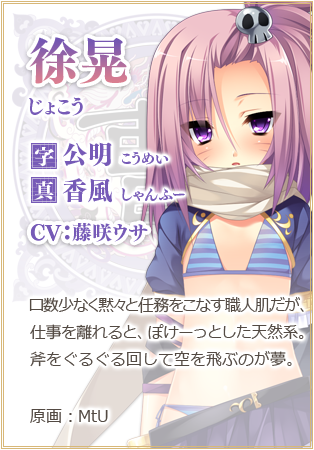 徐晃
じょこう
字 公明 こうめい
真 香風 しゃんふー
CV:藤咲ウサ
口数少なく黙々と任務をこなす職人肌だが、
仕事を離れると、ぽけーっとした天然系。
斧をぐるぐる回して空を飛ぶのが夢。
原画：MtU